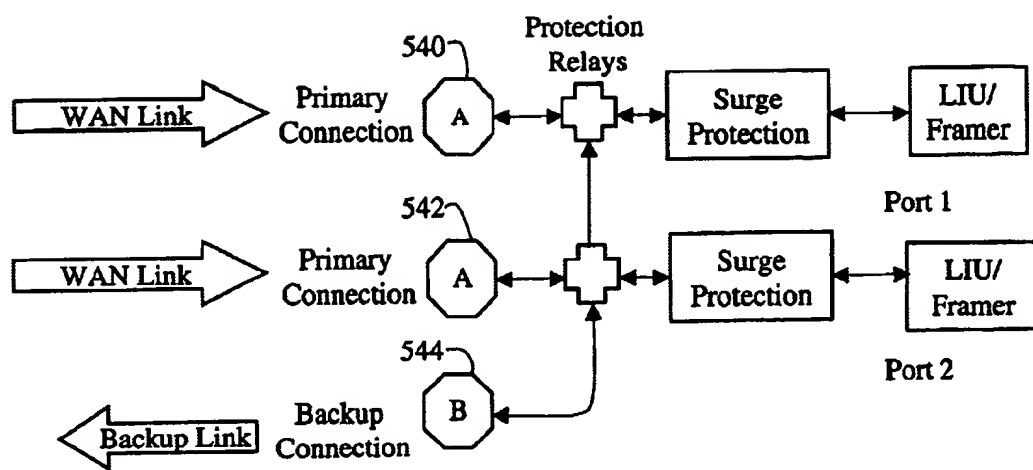 540
Protection
Relays
WAN Link
Primary
Connection
A
Surge
Protection
LIU/
Framer
Port 1
542
WAN Link
Primary
Connection
A
Surge
Protection
LIU/
Framer
Port 2
544
Backup Link
Backup
Connection
B